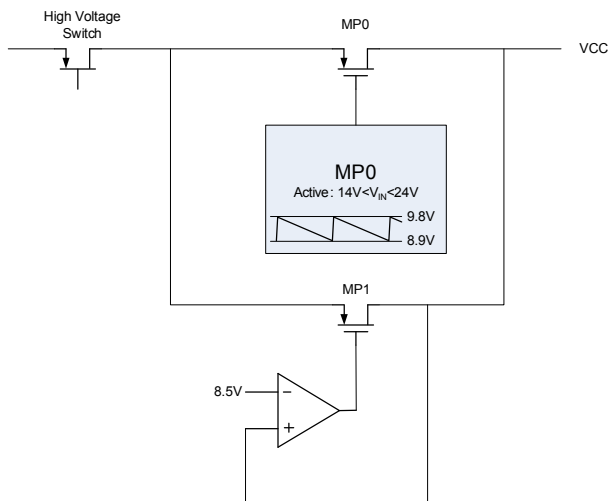 High Voltage
Switch
MP0
VCC
MP0
Active: 14V<VIN<24V
9.8V
8.9V
MP1
8.5V
−
+